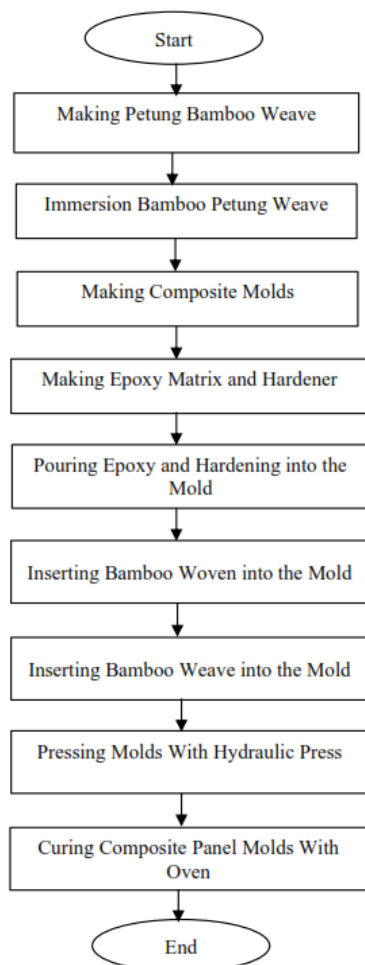 Start
Making Petung Bamboo Weave
Immersion Bamboo Petung Weave
Making Composite Molds
Making Epoxy Matrix and Hardener
Pouring Epoxy and Hardening into the
Mold
Inserting Bamboo Woven into the Mold
Inserting Bamboo Weave into the Mold
Pressing Molds With Hydraulic Press
Curing Composite Panel Molds With
Oven
End